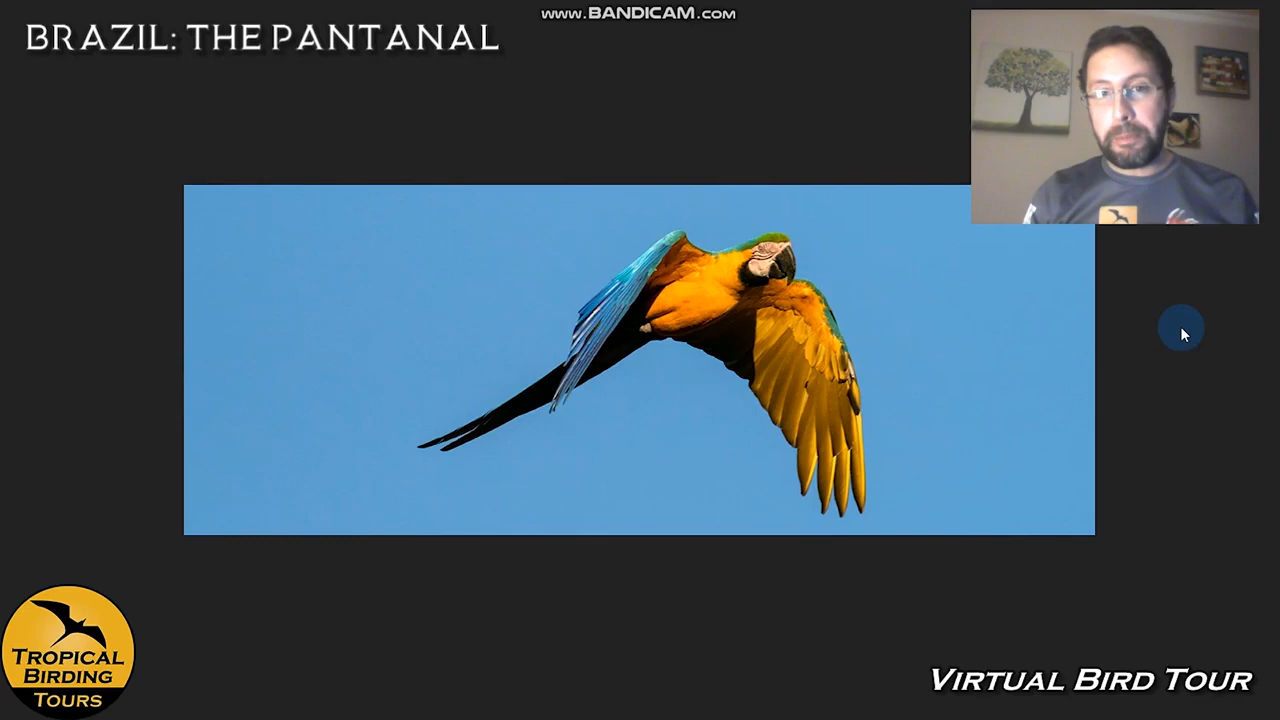 www.BANDICAM.com
BRAZIL: THE PANTANAL
TROPICAL
BIRDING
TOURS
VIRTUAL BIRD TOUR